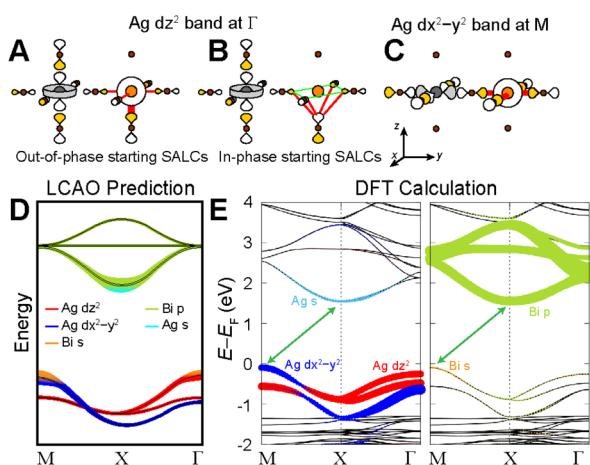 Ag dz² band at Γ
Ag dx²−y² band at M
A
B
C
Out-of-phase starting SALCs
In-phase starting SALCs
z
x
y
LCAO Prediction
DFT Calculation
D
E
Energy
Ag dz²
Ag dx²−y²
Bi s
Bi p
Ag s
M
X
Γ
E–E_F (eV)
4
3
2
1
0
-1
-2
Ag s
Ag dx²−y²
Ag dz²
M
X
Γ
Bi p
Bi s
M
X
Γ